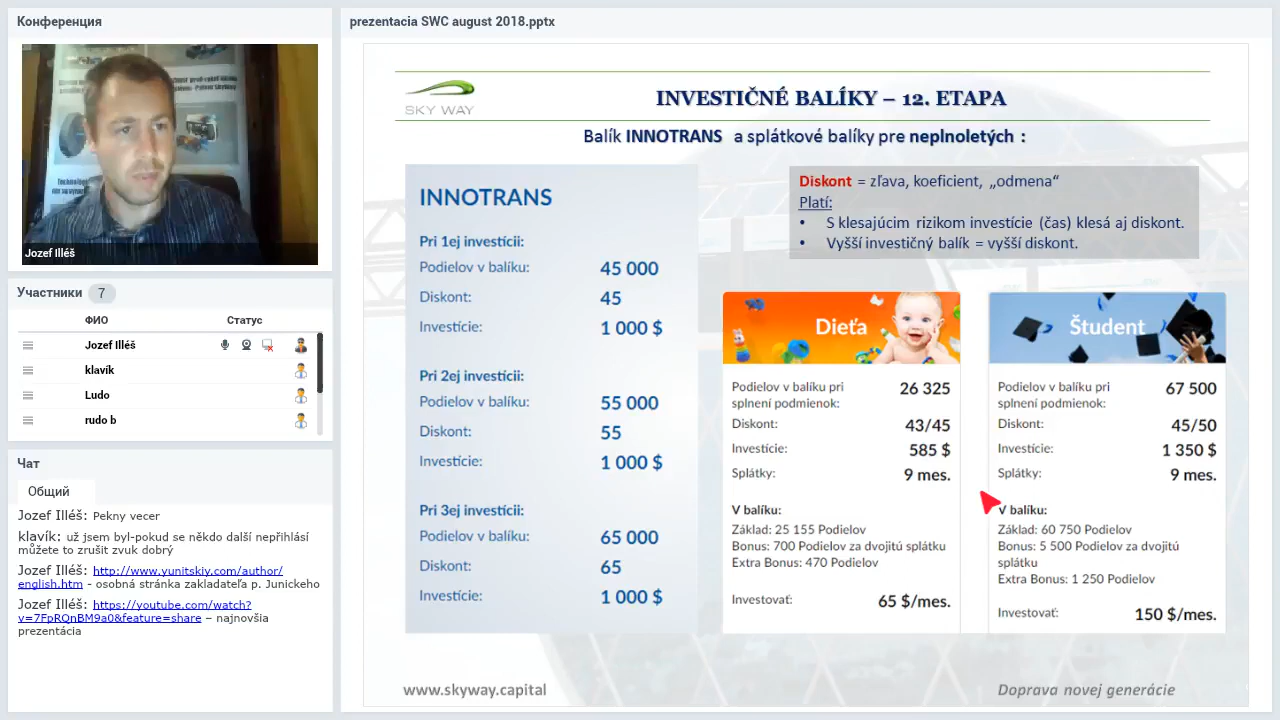 Конференция
Jozef Illéš
Участники 7
ФИО Статус
Jozef Illéš
klavík
Ludo
rudo b
Чат
Общий
Jozef Illéš: Pekny vecer
klavík: už jsem byl-pokud se někdo další nepřihlásí
můžete to zrušit zvuk dobrý
Jozef Illéš: http://www.yunitskiy.com/author/
english.htm - osobná stránka zakladateľa p. Junickeho
Jozef Illéš: https://youtube.com/watch?
v=7FpRQnBM9a0&feature=share – najnovšia
prezentácia
prezentacia SWC august 2018.pptx
SKY WAY
INVESTIČNÉ BALÍKY – 12. ETAPA
Balík INNOTRANS a splátkové balíky pre neplnoletých :
INNOTRANS
Pri 1ej investícii:
Podielov v balíku: 45 000
Diskont: 45
Investície: 1 000 $
Pri 2ej investícii:
Podielov v balíku: 55 000
Diskont: 55
Investície: 1 000 $
Pri 3ej investícii:
Podielov v balíku: 65 000
Diskont: 65
Investície: 1 000 $
Diskont = zľava, koeficient, „odmena“
Platí:
• S klesajúcim rizikom investície (čas) klesá aj diskont.
• Vyšší investičný balík = vyšší diskont.
Dieťa
Podielov v balíku pri
splnení podmienok: 26 325
Diskont: 43/45
Investície: 585 $
Splátky: 9 mes.
V balíku:
Základ: 25 155 Podielov
Bonus: 700 Podielov za dvojitú splátku
Extra Bonus: 470 Podielov
Investovať: 65 $/mes.
Študent
Podielov v balíku pri
splnení podmienok: 67 500
Diskont: 45/50
Investície: 1 350 $
Splátky: 9 mes.
V balíku:
Základ: 60 750 Podielov
Bonus: 5 500 Podielov za dvojitú
splátku
Extra Bonus: 1 250 Podielov
Investovať: 150 $/mes.
www.skyway.capital
Doprava novej generácie